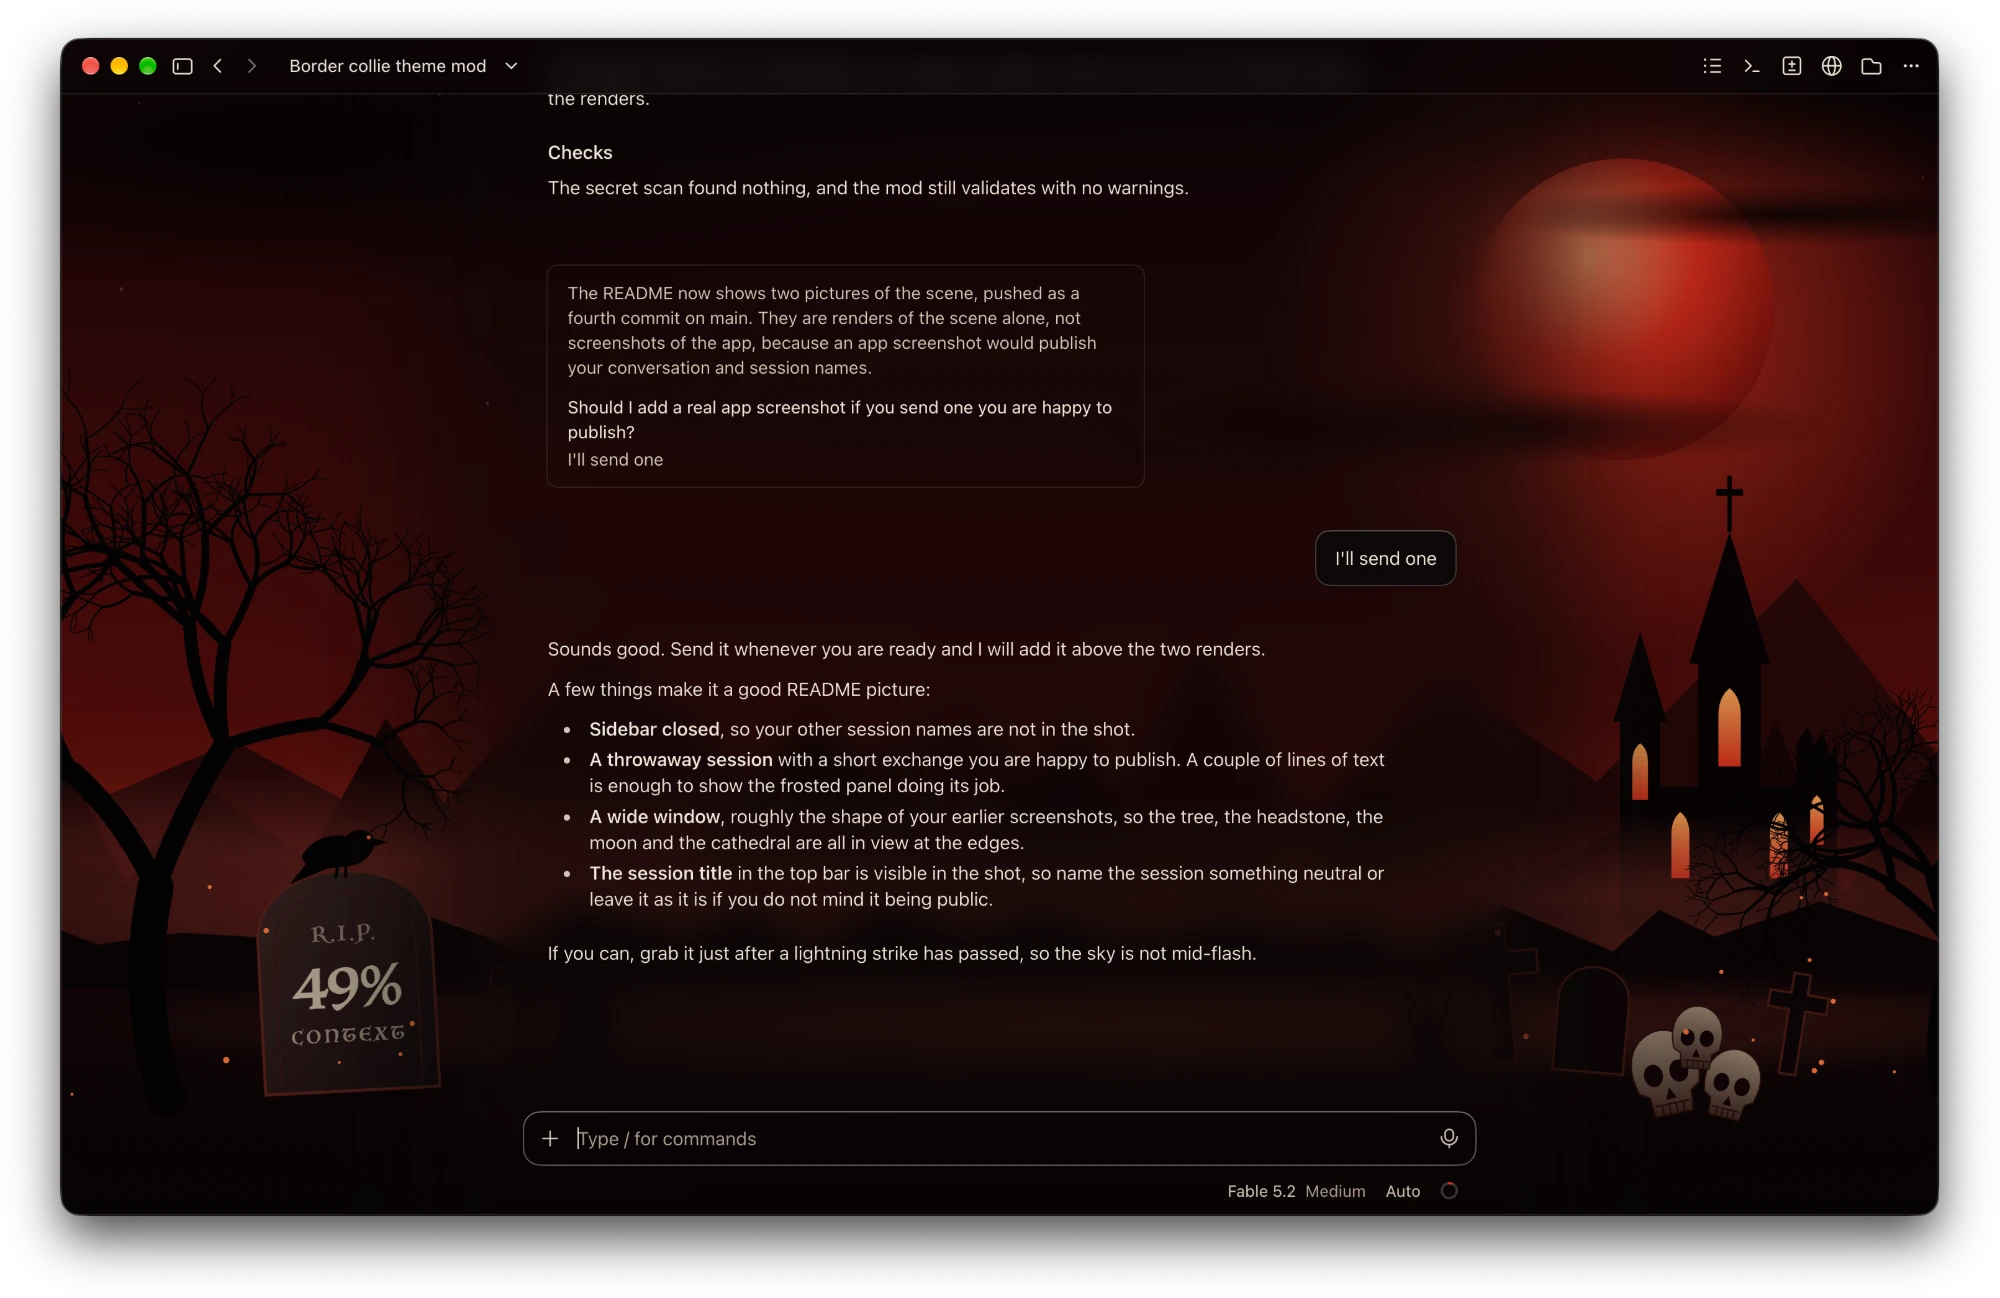 Border collie theme mod
the renders.
Checks
The secret scan found nothing, and the mod still validates with no warnings.
The README now shows two pictures of the scene, pushed as a
fourth commit on main. They are renders of the scene alone, not
screenshots of the app, because an app screenshot would publish
your conversation and session names.
Should I add a real app screenshot if you send one you are happy to
publish?
I'll send one
I'll send one
Sounds good. Send it whenever you are ready and I will add it above the two renders.
A few things make it a good README picture:
• Sidebar closed, so your other session names are not in the shot.
• A throwaway session with a short exchange you are happy to publish. A couple of lines of text
is enough to show the frosted panel doing its job.
• A wide window, roughly the shape of your earlier screenshots, so the tree, the headstone, the
moon and the cathedral are all in view at the edges.
• The session title in the top bar is visible in the shot, so name the session something neutral or
leave it as it is if you do not mind it being public.
If you can, grab it just after a lightning strike has passed, so the sky is not mid-flash.
R.I.P.
49%
CONTEXT
Type / for commands
Fable 5.2 Medium Auto